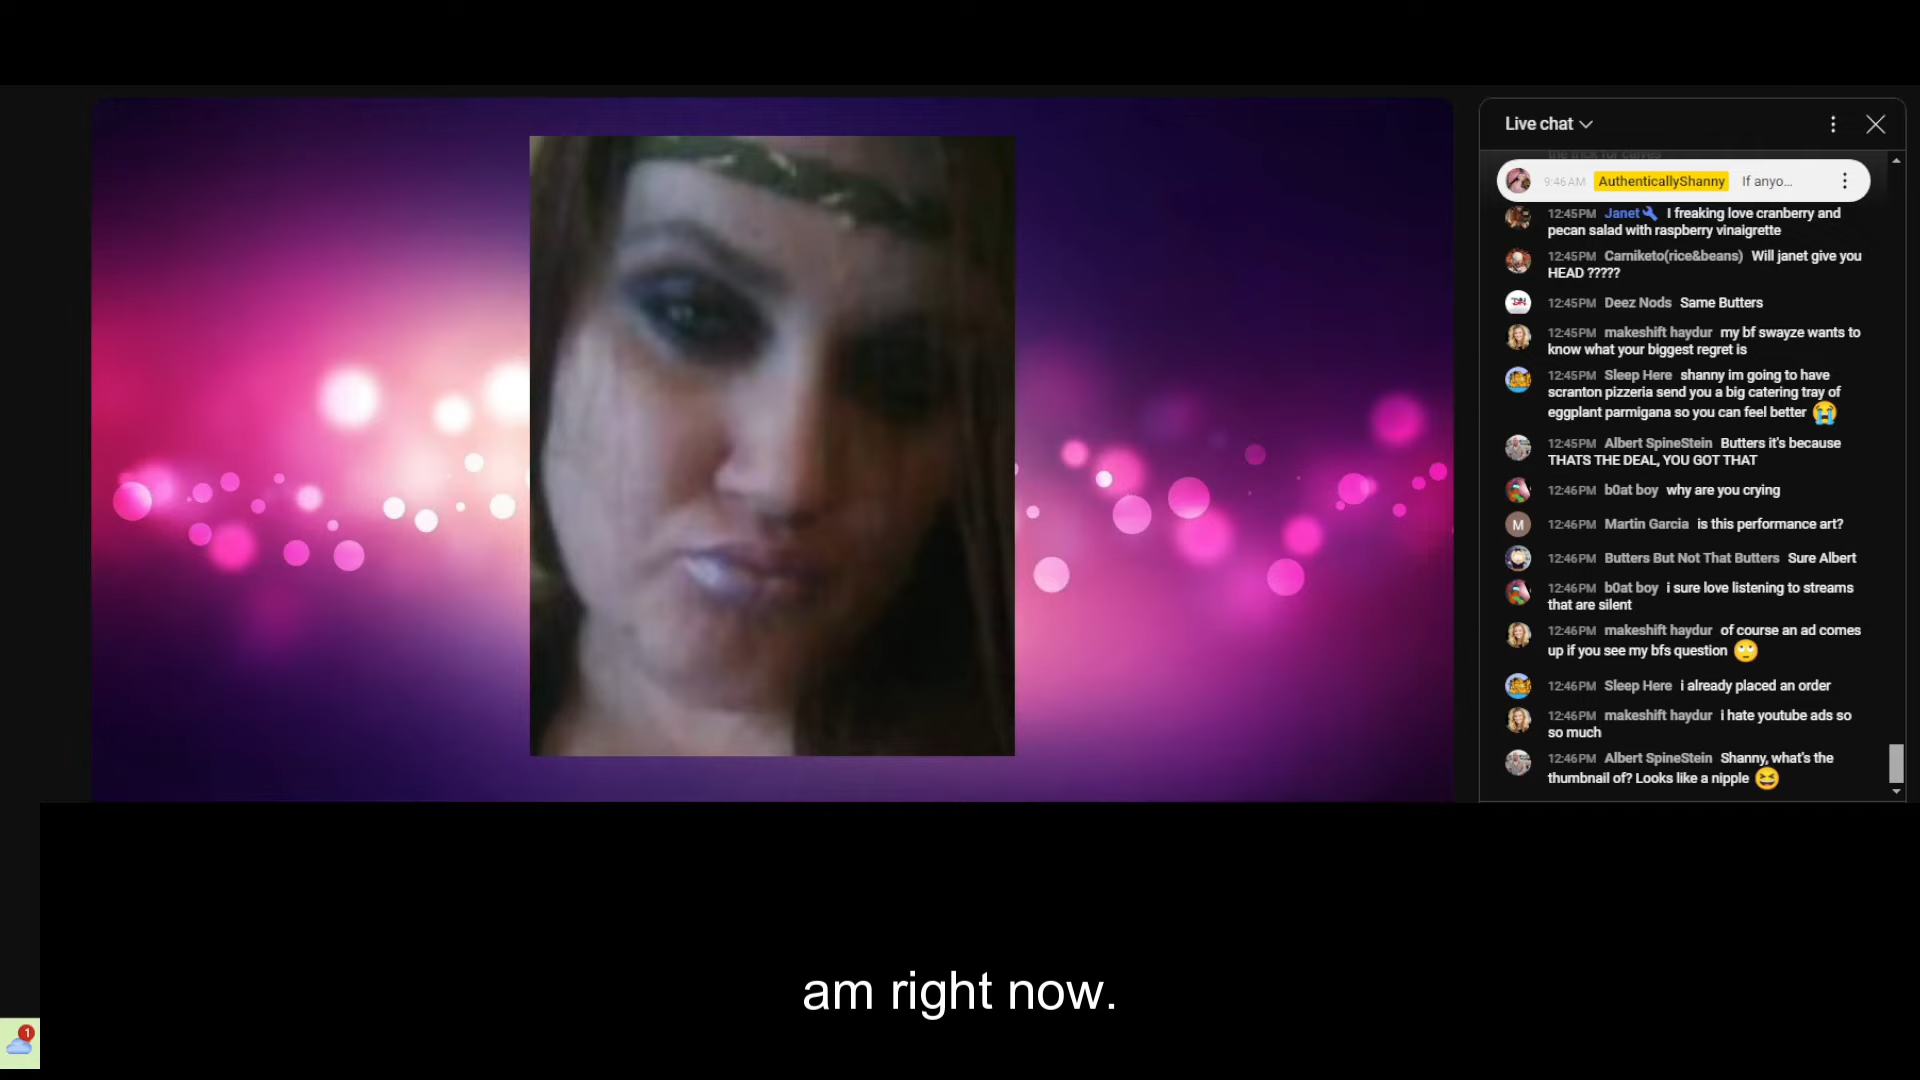 Live chat
9:46 AM AuthenticallyShanny If anyo...
12:45 PM Janet I freaking love cranberry and
pecan salad with raspberry vinaigrette
12:45 PM Carniketo(rice&beans) Will janet give you
HEAD ?????
12:45 PM Deez Nods Same Butters
12:45 PM makeshift haydur my bf swayze wants to
know what your biggest regret is
12:45 PM Sleep Here shanny im going to have
scranton pizzeria send you a big catering tray of
eggplant parmigana so you can feel better 😭
12:45 PM Albert SpineStein Butters it's because
THATS THE DEAL, YOU GOT THAT
12:46 PM b0at boy why are you crying
M
12:46 PM Martin Garcia is this performance art?
12:46 PM Butters But Not That Butters Sure Albert
12:46 PM b0at boy i sure love listening to streams
that are silent
12:46 PM makeshift haydur of course an ad comes
up if you see my bfs question 🙄
12:46 PM Sleep Here i already placed an order
12:46 PM makeshift haydur i hate youtube ads so
so much
12:46 PM Albert SpineStein Shanny, what's the
thumbnail of? Looks like a nipple 😆
am right now.
1